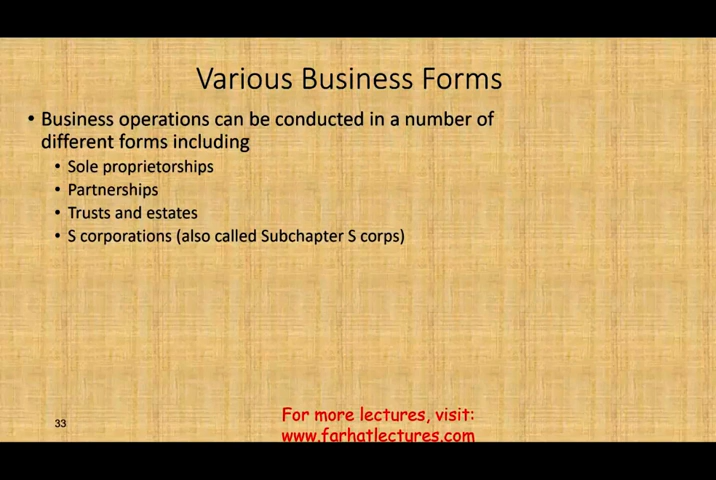 Various Business Forms
• Business operations can be conducted in a number of
different forms including
• Sole proprietorships
• Partnerships
• Trusts and estates
• S corporations (also called Subchapter S corps)
33
For more lectures, visit:
www.farhatlectures.com